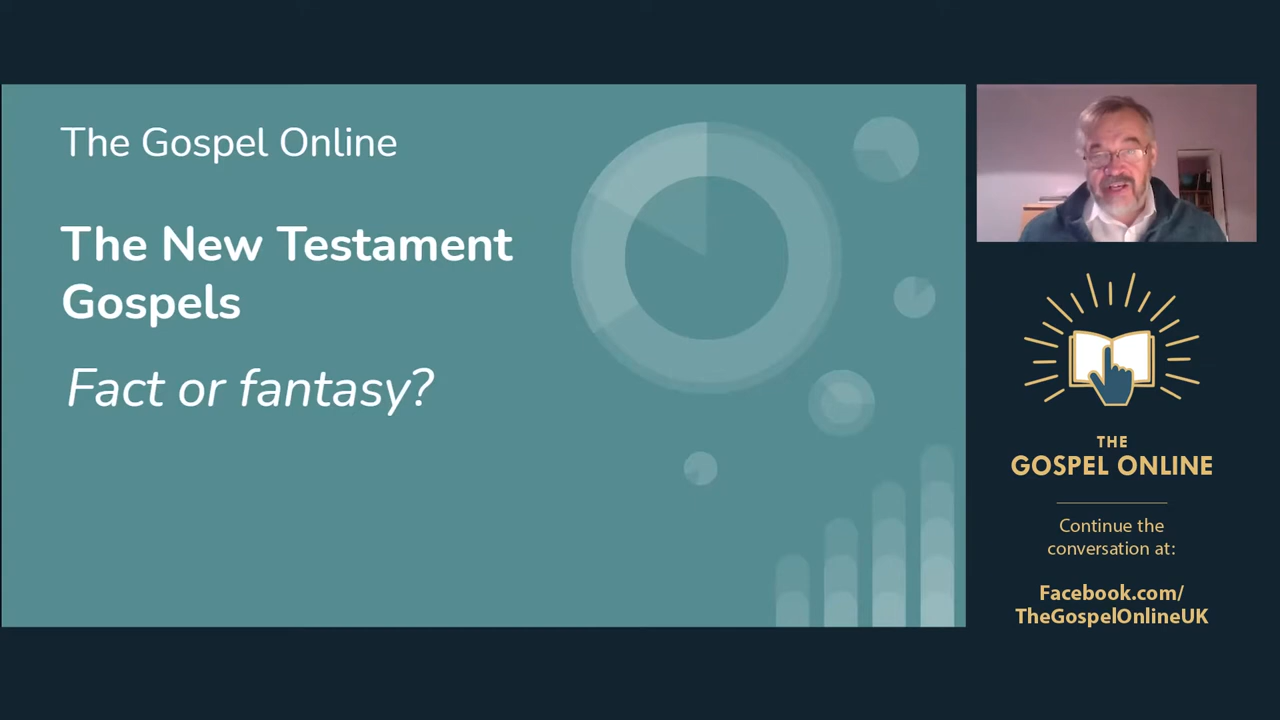 The Gospel Online
The New Testament
Gospels
Fact or fantasy?
THE
GOSPEL ONLINE
Continue the
conversation at:
Facebook.com/
TheGospelOnlineUK